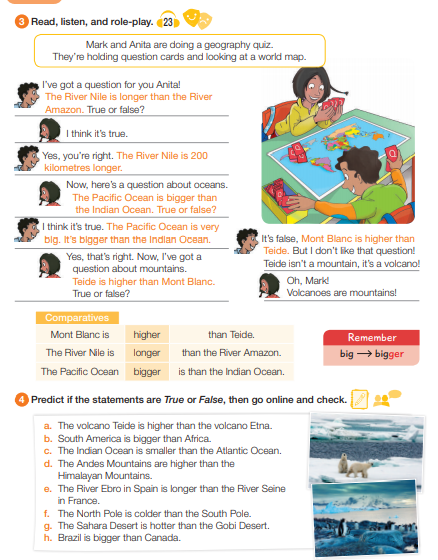 3 Read, listen, and role-play. 23
Mark and Anita are doing a geography quiz.
They're holding question cards and looking at a world map.
I've got a question for you Anita!
The River Nile is longer than the River
Amazon. True or false?
I think it's true.
Yes, you're right. The River Nile is 200
kilometres longer.
Now, here's a question about oceans.
The Pacific Ocean is bigger than
the Indian Ocean. True or false?
I think it's true. The Pacific Ocean is very
big. It's bigger than the Indian Ocean.
Yes, that's right. Now, I've got a
question about mountains.
Teide is higher than Mont Blanc.
True or false?
It's false, Mont Blanc is higher than
Teide. But I don't like that question!
Teide isn't a mountain, it's a volcano!
Oh, Mark!
Volcanoes are mountains!
Comparatives
Mont Blanc is higher than Teide.
The River Nile is longer than the River Amazon.
The Pacific Ocean bigger is than the Indian Ocean.
Remember
big → bigger
4 Predict if the statements are True or False, then go online and check.
a. The volcano Teide is higher than the volcano Etna.
b. South America is bigger than Africa.
c. The Indian Ocean is smaller than the Atlantic Ocean.
d. The Andes Mountains are higher than the
Himalayan Mountains.
e. The River Ebro in Spain is longer than the River Seine
in France.
f. The North Pole is colder than the South Pole.
g. The Sahara Desert is hotter than the Gobi Desert.
h. Brazil is bigger than Canada.